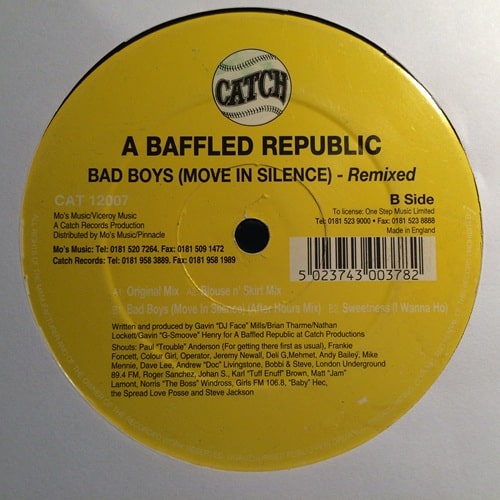 CATCH
A BAFFLED REPUBLIC
BAD BOYS (MOVE IN SILENCE) - Remixed
CAT 12007
B Side
Mo's Music/Viceroy Music
A Catch Records Production
Distributed by Mo's Music/Pinnacle
To license: One Step Music Limited
Tel: 0181 523 9000 • Fax: 0181 523 8888
Made in England
Mo's Music: Tel: 0181 520 7264. Fax: 0181 509 1472
Catch Records: Tel: 0181 958 3889. Fax: 0181 958 1989
5 023743 003782
A1 Original Mix A2 Blouse n' Skirt Mix
B1 Bad Boys (Move In Silence) (After Hours Mix) B2 Sweetness (I Wanna Ho)
Written and produced by Gavin "DJ Face" Mills/Brian Tharme/Nathan
Lockett/Gavin "G-Smoove" Henry for A Baffled Republic at Catch Productions
Shouts: Paul "Trouble" Anderson (For getting there first as usual), Frankie
Foncett, Colour Girl, Operator, Jeremy Newall, Deli G,Mehmet, Andy Bailey, Mike
Mennie, Dave Lee, Andrew "Doc" Livingstone, Bobbi & Steve, London Underground
89.4 FM, Roger Sanchez, Johan S., Karl "Tuff Enuff" Brown, Matt "Jam"
Lamont, Norris "The Boss" Windross, Girls FM 106.8, "Baby" Hec,
the Spread Love Posse and Steve Jackson